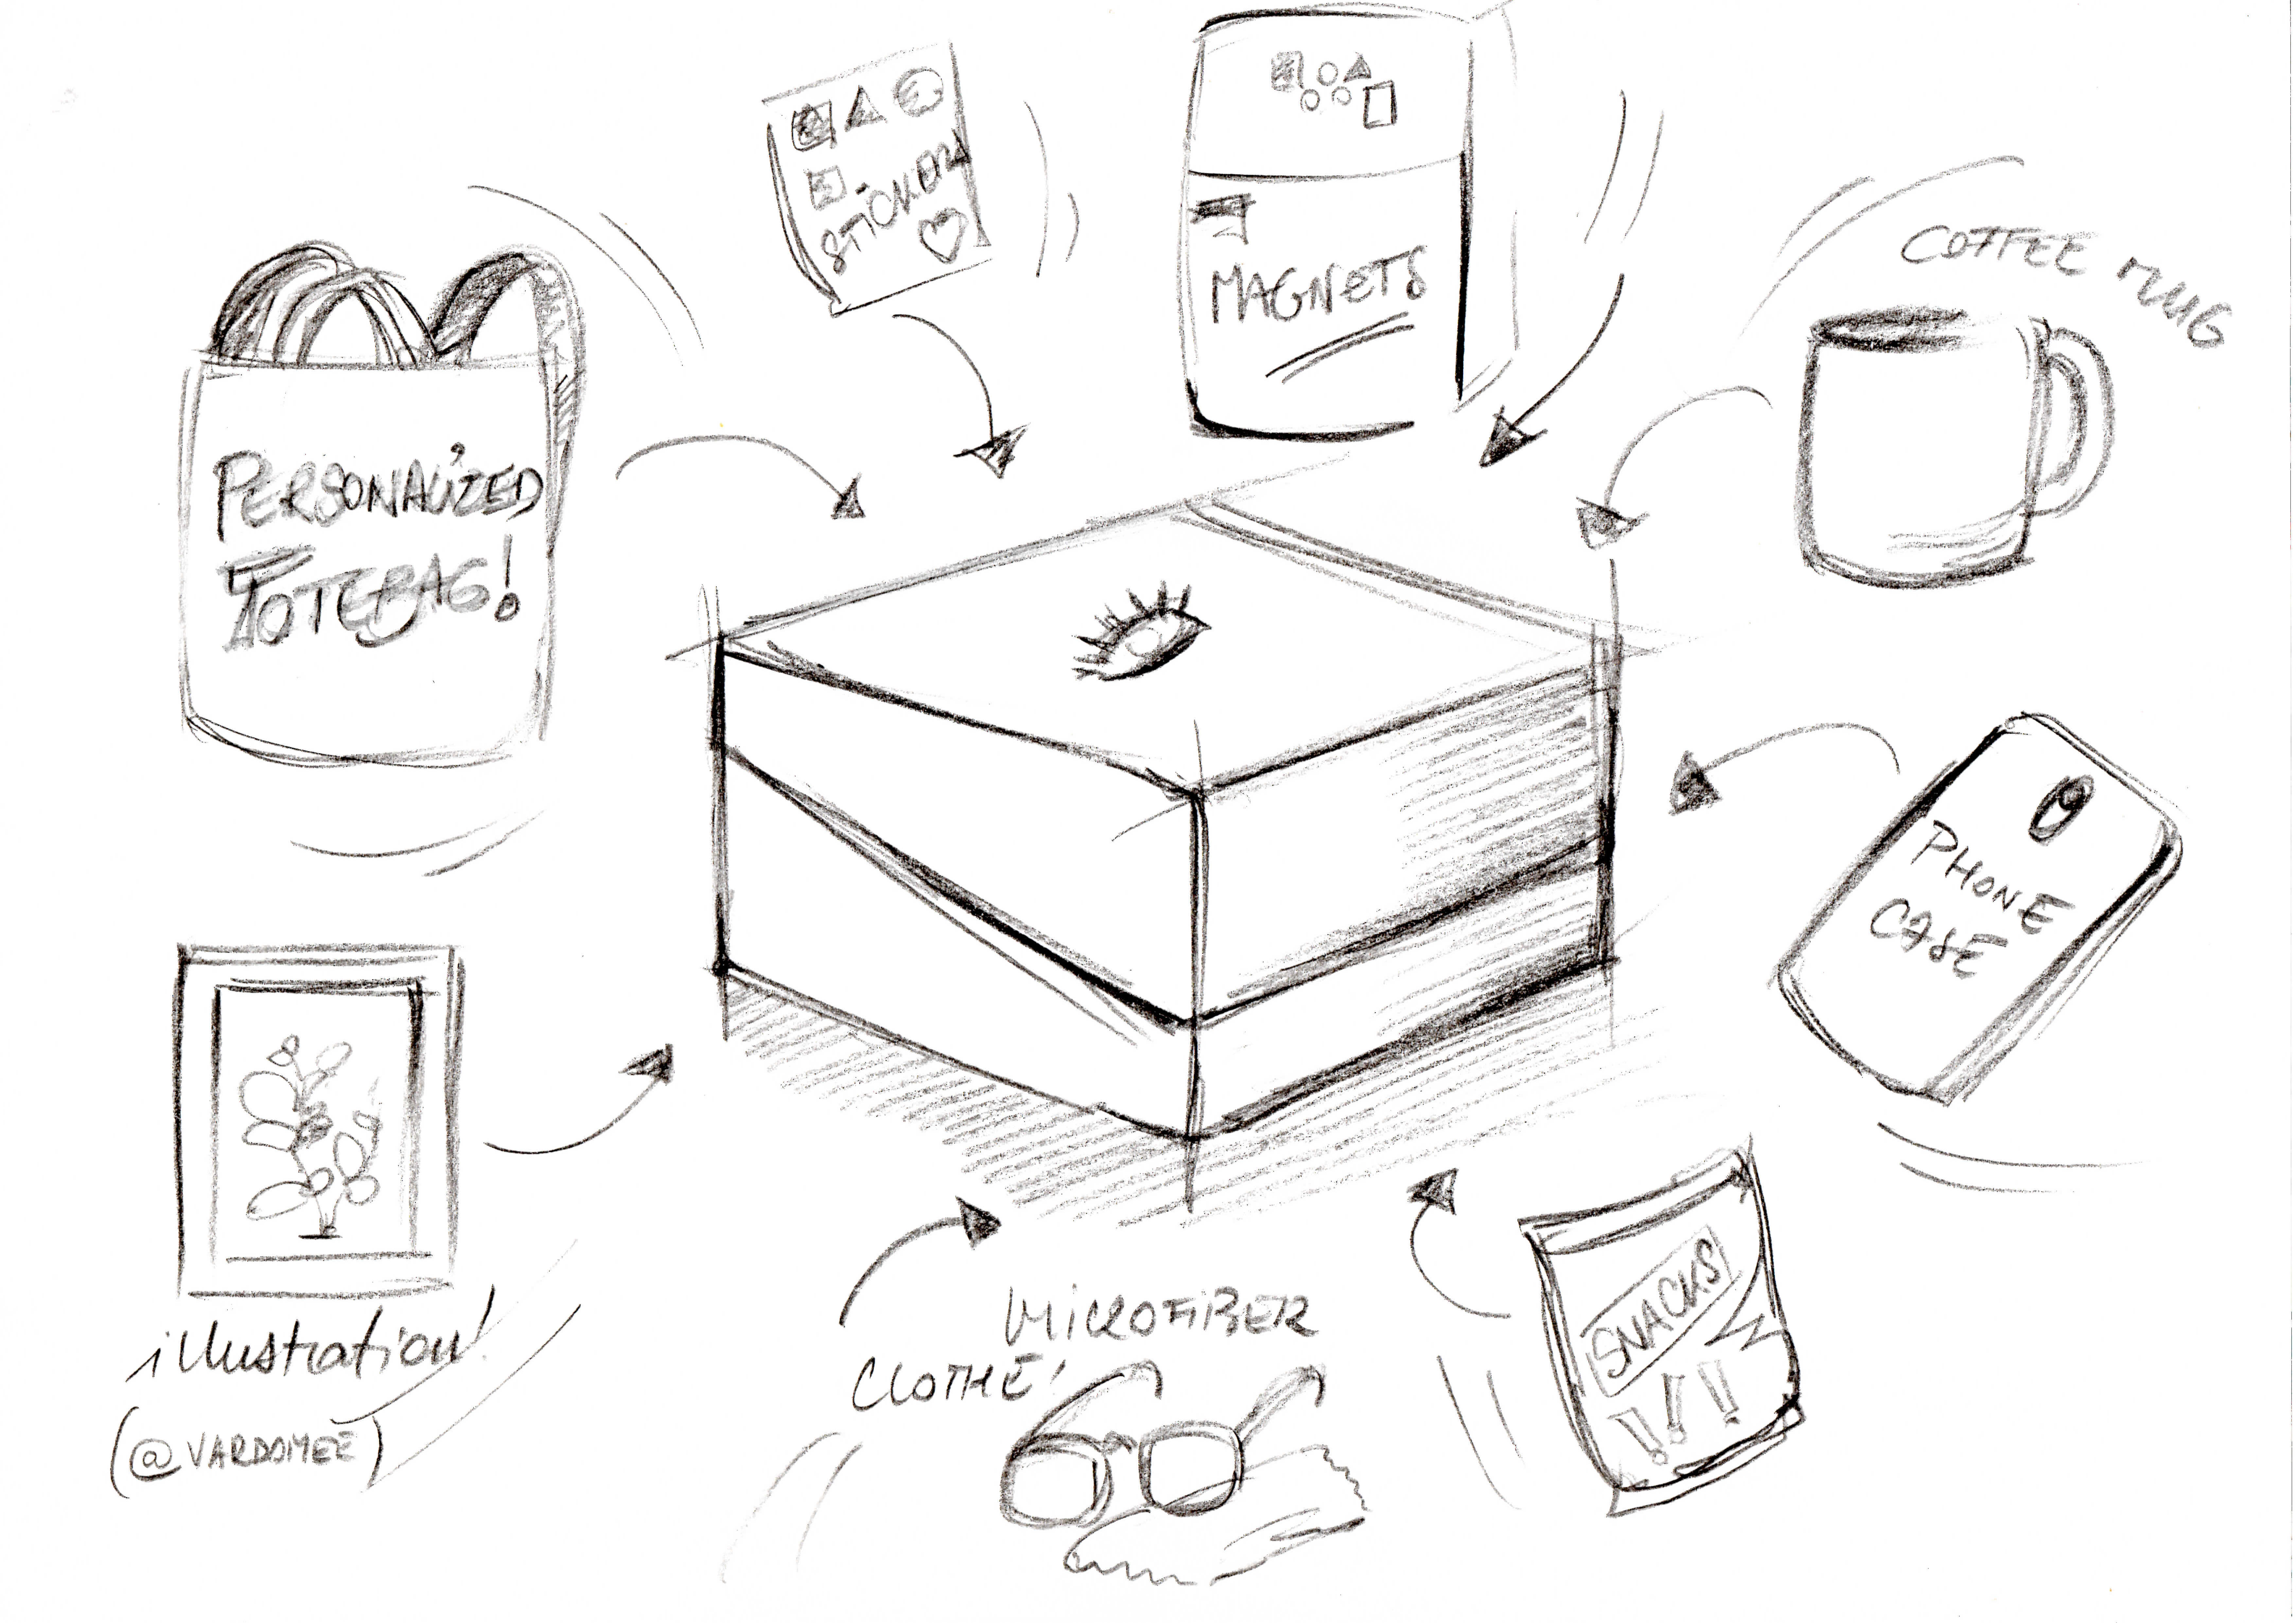 STICKERS
MAGNETS
COFFEE MUG
PERSONALIZED
TOTEBAG!
PHONE
CASE
illustration!
(@VARDOMEE)
MICROFIBER
CLOTHE!
SNACKS
!! !! !!